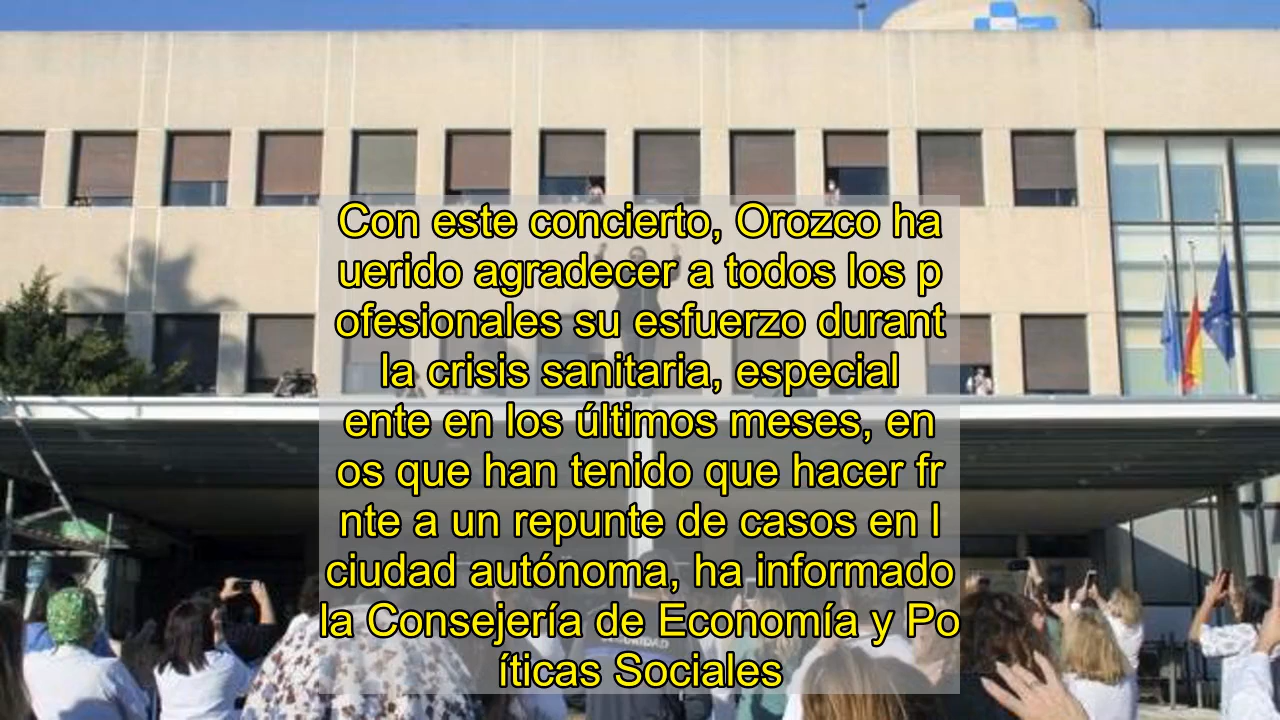 Con este concierto, Orozco ha
uerido agradecer a todos los p
ofesionales su esfuerzo durant
la crisis sanitaria, especial
ente en los últimos meses, en
os que han tenido que hacer fr
nte a un repunte de casos en l
ciudad autónoma, ha informado
la Consejería de Economía y Po
íticas Sociales